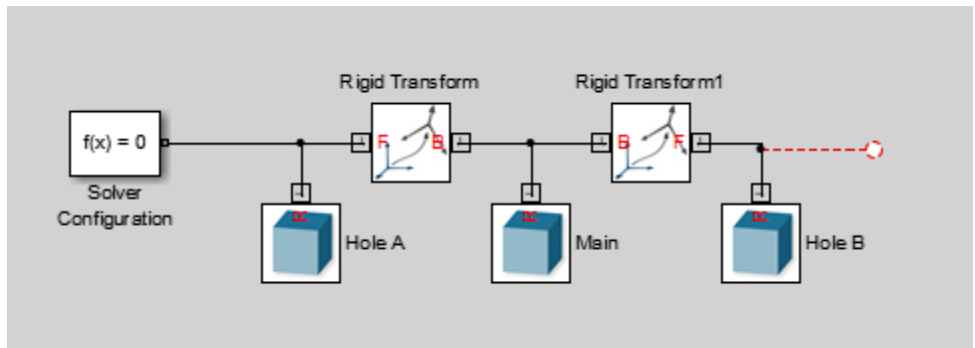 Rigid Transform
Rigid Transform1
f(x) = 0
F
B
B
F
Solver
Configuration
R
Hole A
R
Main
R
Hole B